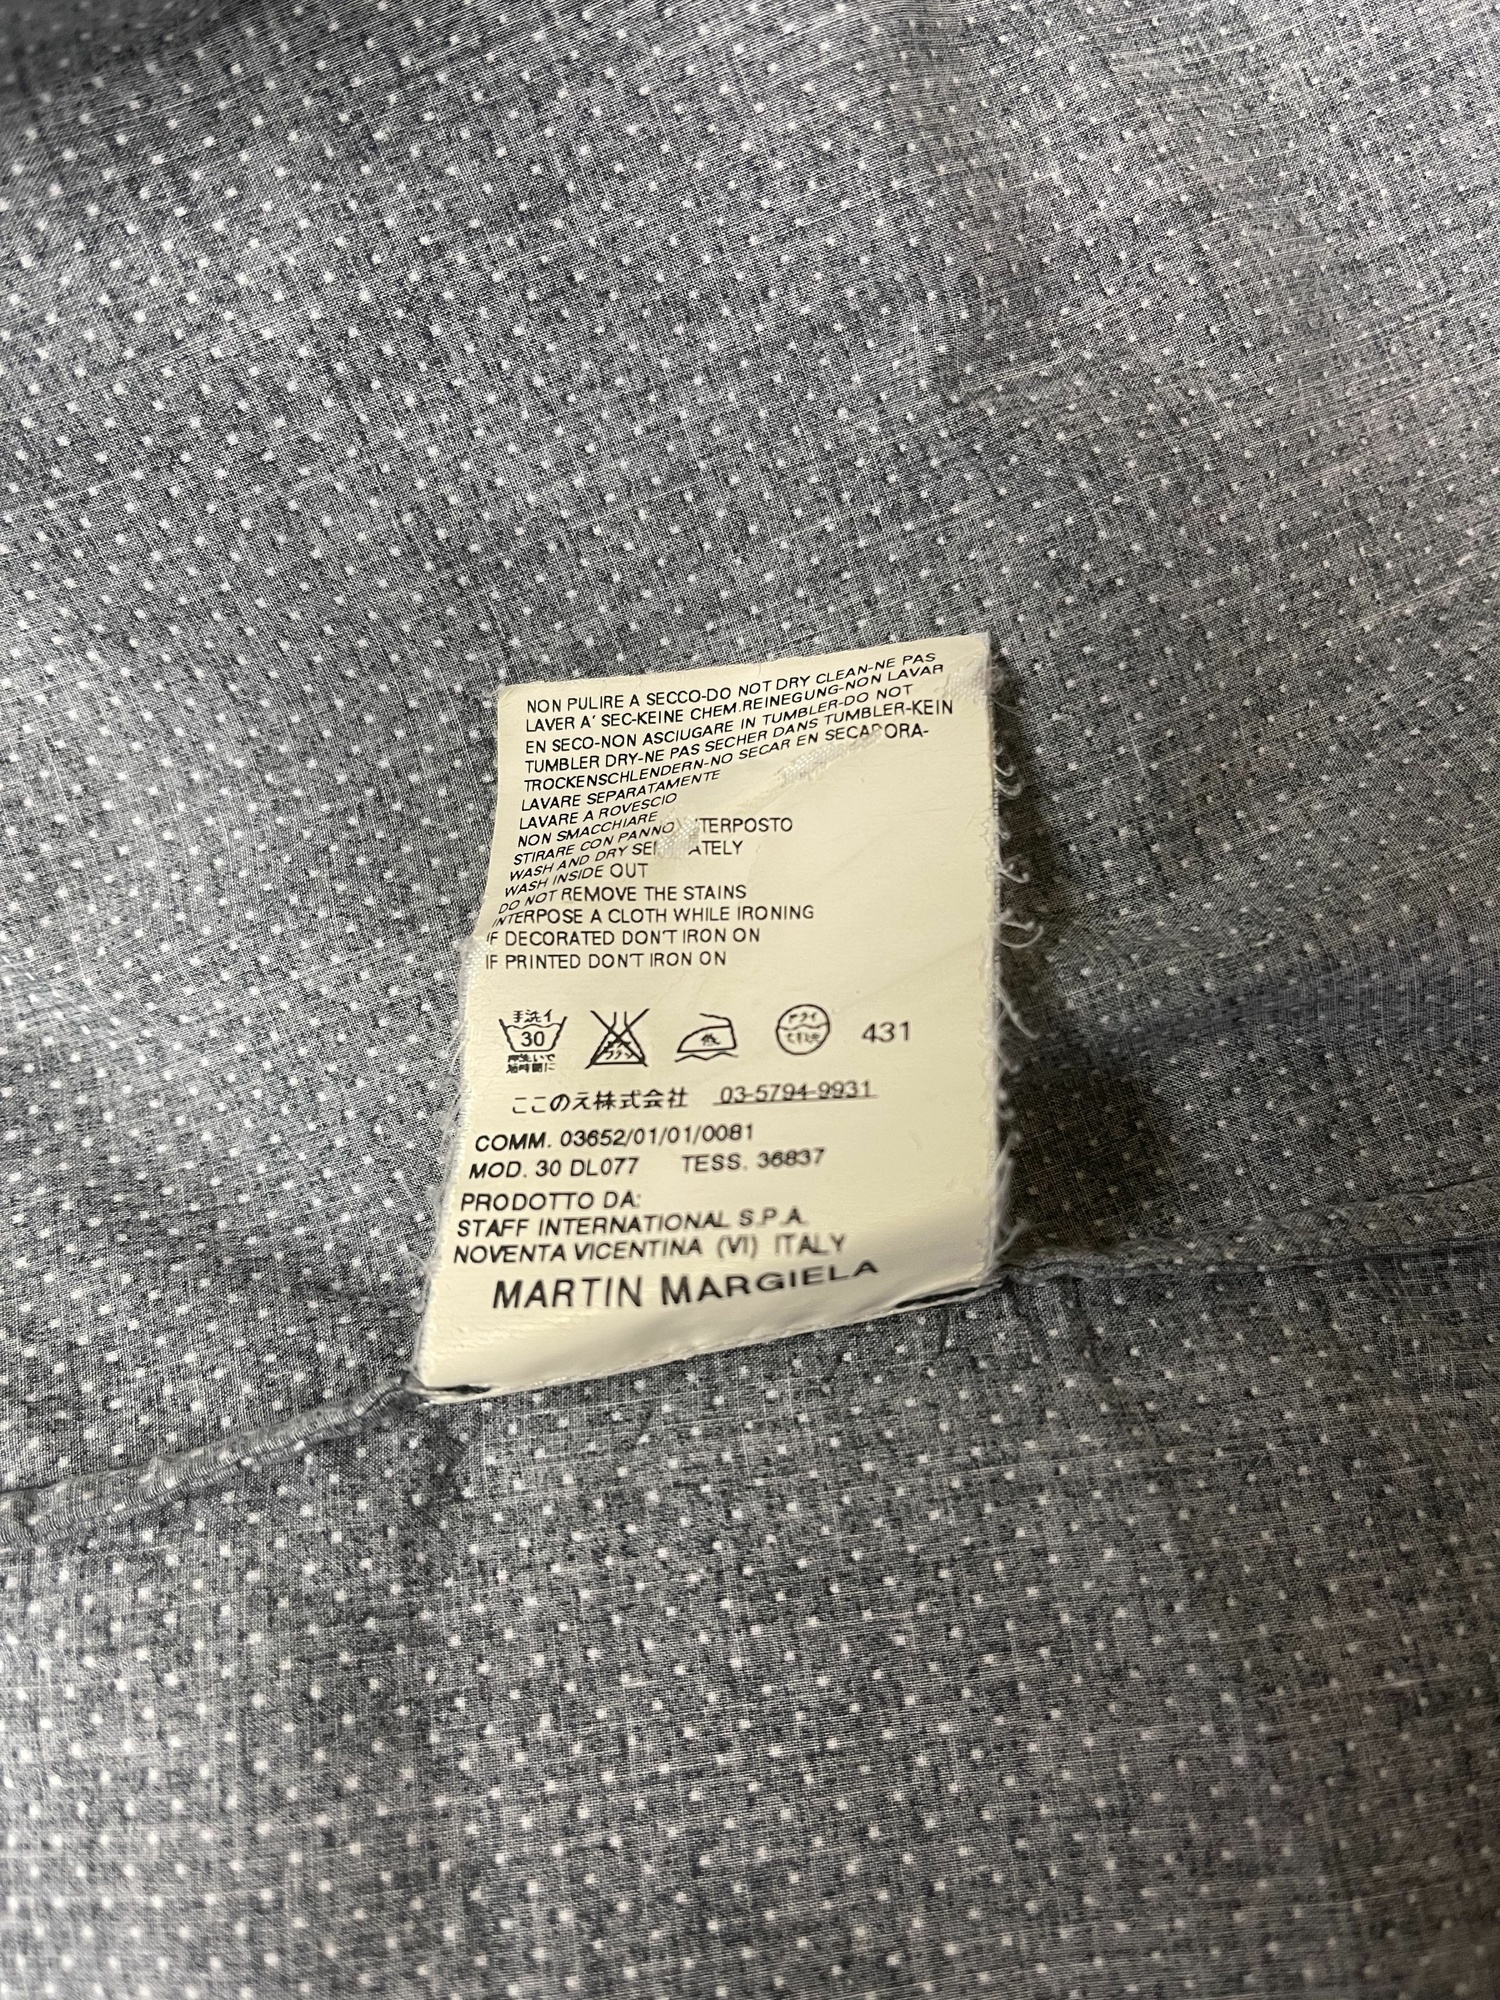 NON PULIRE A SECCO-DO NOT DRY CLEAN-NE PAS
LAVER A' SEC-KEINE CHEM.REINEGUNG-NON LAVAR
EN SECO-NON ASCIUGARE IN TUMBLER-DO NOT
TUMBLER DRY-NE PAS SECHER DANS TUMBLER-KEIN
TROCKENSCHLENDERN-NO SECAR EN SECADORA-
LAVARE SEPARATAMENTE
LAVARE A ROVESCIO
NON SMACCHIARE
STIRARE CON PANNO TERPOSTO
WASH AND DRY SE ATELY
WASH INSIDE OUT
DO NOT REMOVE THE STAINS
INTERPOSE A CLOTH WHILE IRONING
IF DECORATED DON'T IRON ON
IF PRINTED DON'T IRON ON
手洗イ
30
低
431
ここのえ株式会社 03-5794-9931
COMM. 03652/01/01/0081
MOD. 30 DL077 TESS. 36837
PRODOTTO DA:
STAFF INTERNATIONAL S.P.A.
NOVENTA VICENTINA (VI) ITALY
MARTIN MARGIELA